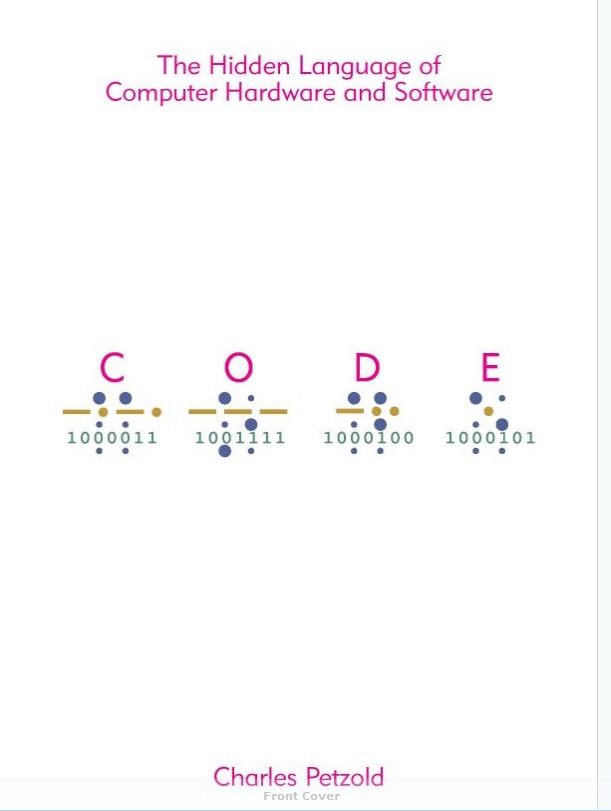 The Hidden Language of
Computer Hardware and Software
C O D E
1000011 1001111 1000100 1000101
Charles Petzold
Front Cover